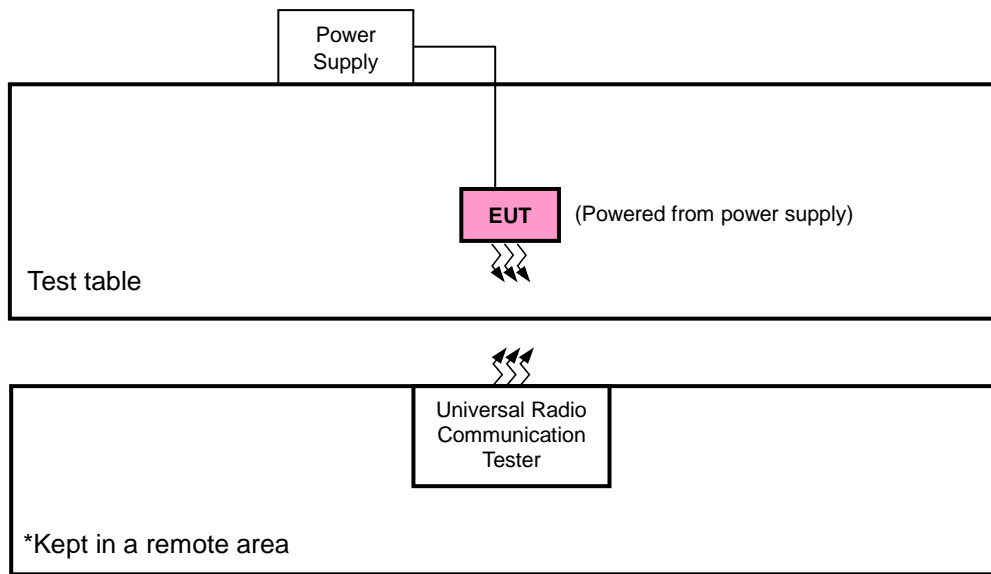 Power
Supply
EUT
(Powered from power supply)
Test table
Universal Radio
Communication
Tester
*Kept in a remote area